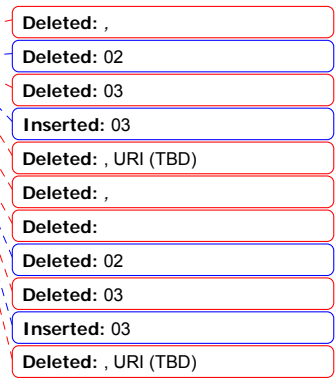 Deleted: ,
Deleted: 02
Deleted: 03
Inserted: 03
Deleted: , URI (TBD)
Deleted: ,
Deleted:
Deleted: 02
Deleted: 03
Inserted: 03
Deleted: , URI (TBD)